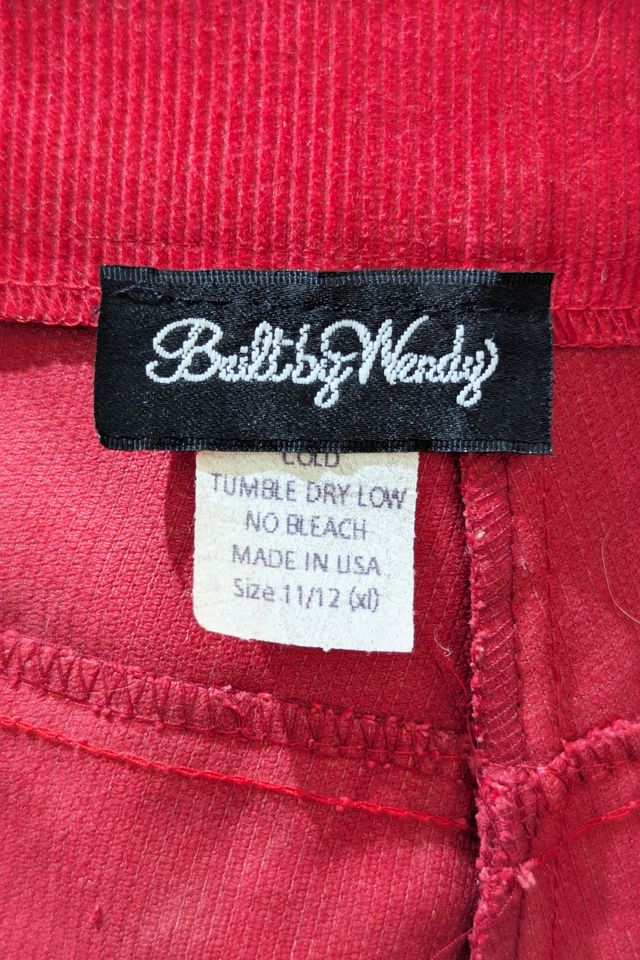 Built by Wendy
COLD
TUMBLE DRY LOW
NO BLEACH
MADE IN USA
Size 11/12 (xl)